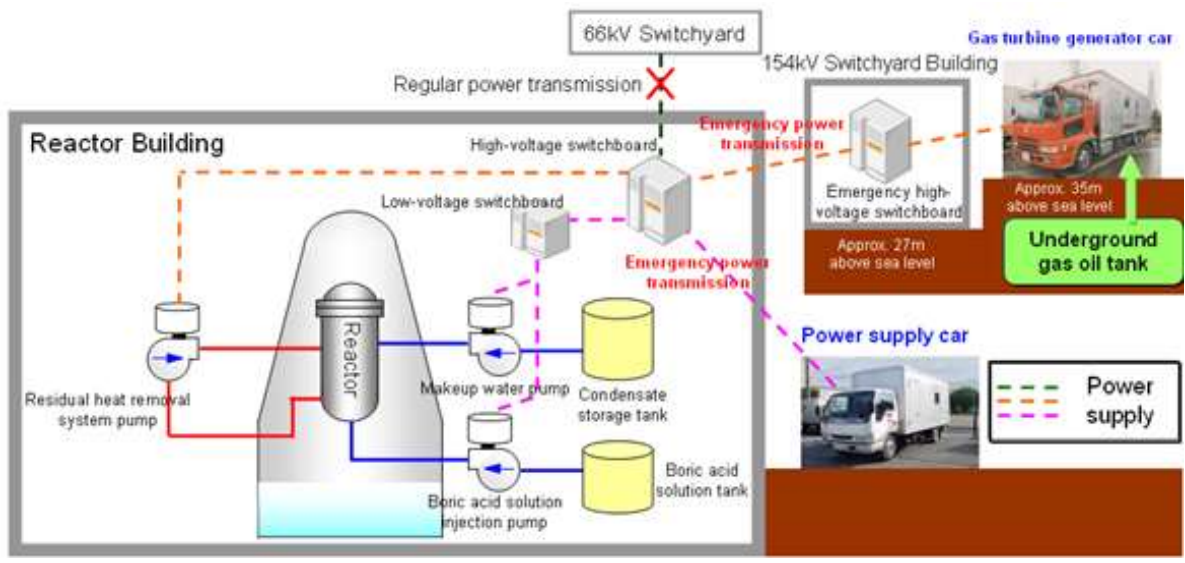 66kV Switchyard
Gas turbine generator car
154kV Switchyard Building
Regular power transmission
Reactor Building
High-voltage switchboard
Emergency power
transmission
Low-voltage switchboard
Emergency high-
voltage switchboard
Approx. 35m
above sea level
Approx. 27m
above sea level
Underground
gas oil tank
Emergency power
transmission
Reactor
Power supply car
Residual heat removal
system pump
Makeup water pump
Condensate
storage tank
Power
supply
Boric acid solution
injection pump
Boric acid
solution tank